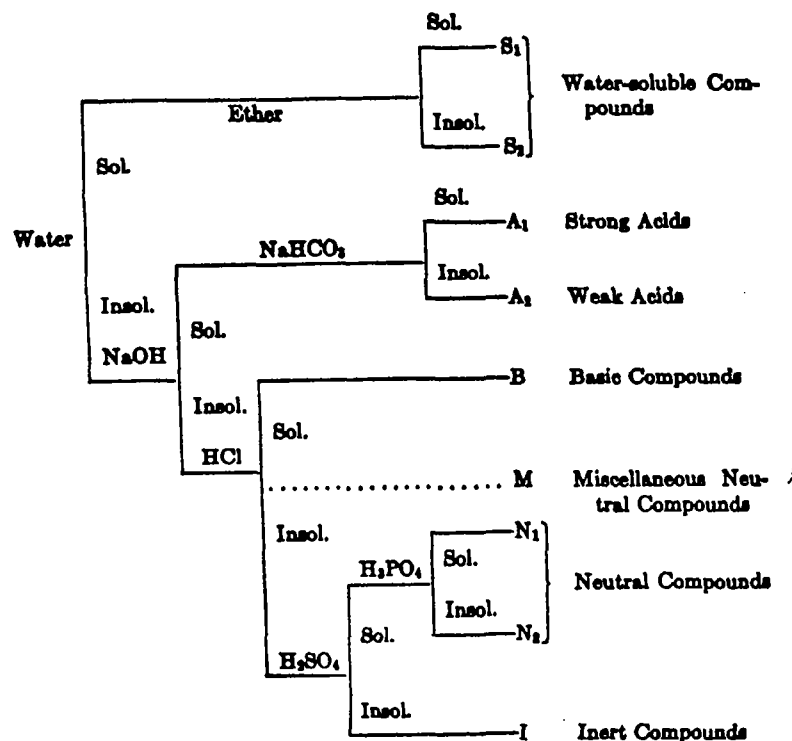 Sol.
S₁
Water-soluble Com-
pounds
Ether
Insol.
S₂
Sol.
Sol.
A₁ Strong Acids
Water
NaHCO₃
Insol.
Insol.
A₂ Weak Acids
Sol.
NaOH
B Basic Compounds
Insol.
Sol.
HCl
M Miscellaneous Neu-
tral Compounds
Insol.
N₁
H₃PO₄
Sol.
Neutral Compounds
Insol.
Sol.
N₂
H₂SO₄
Insol.
I Inert Compounds